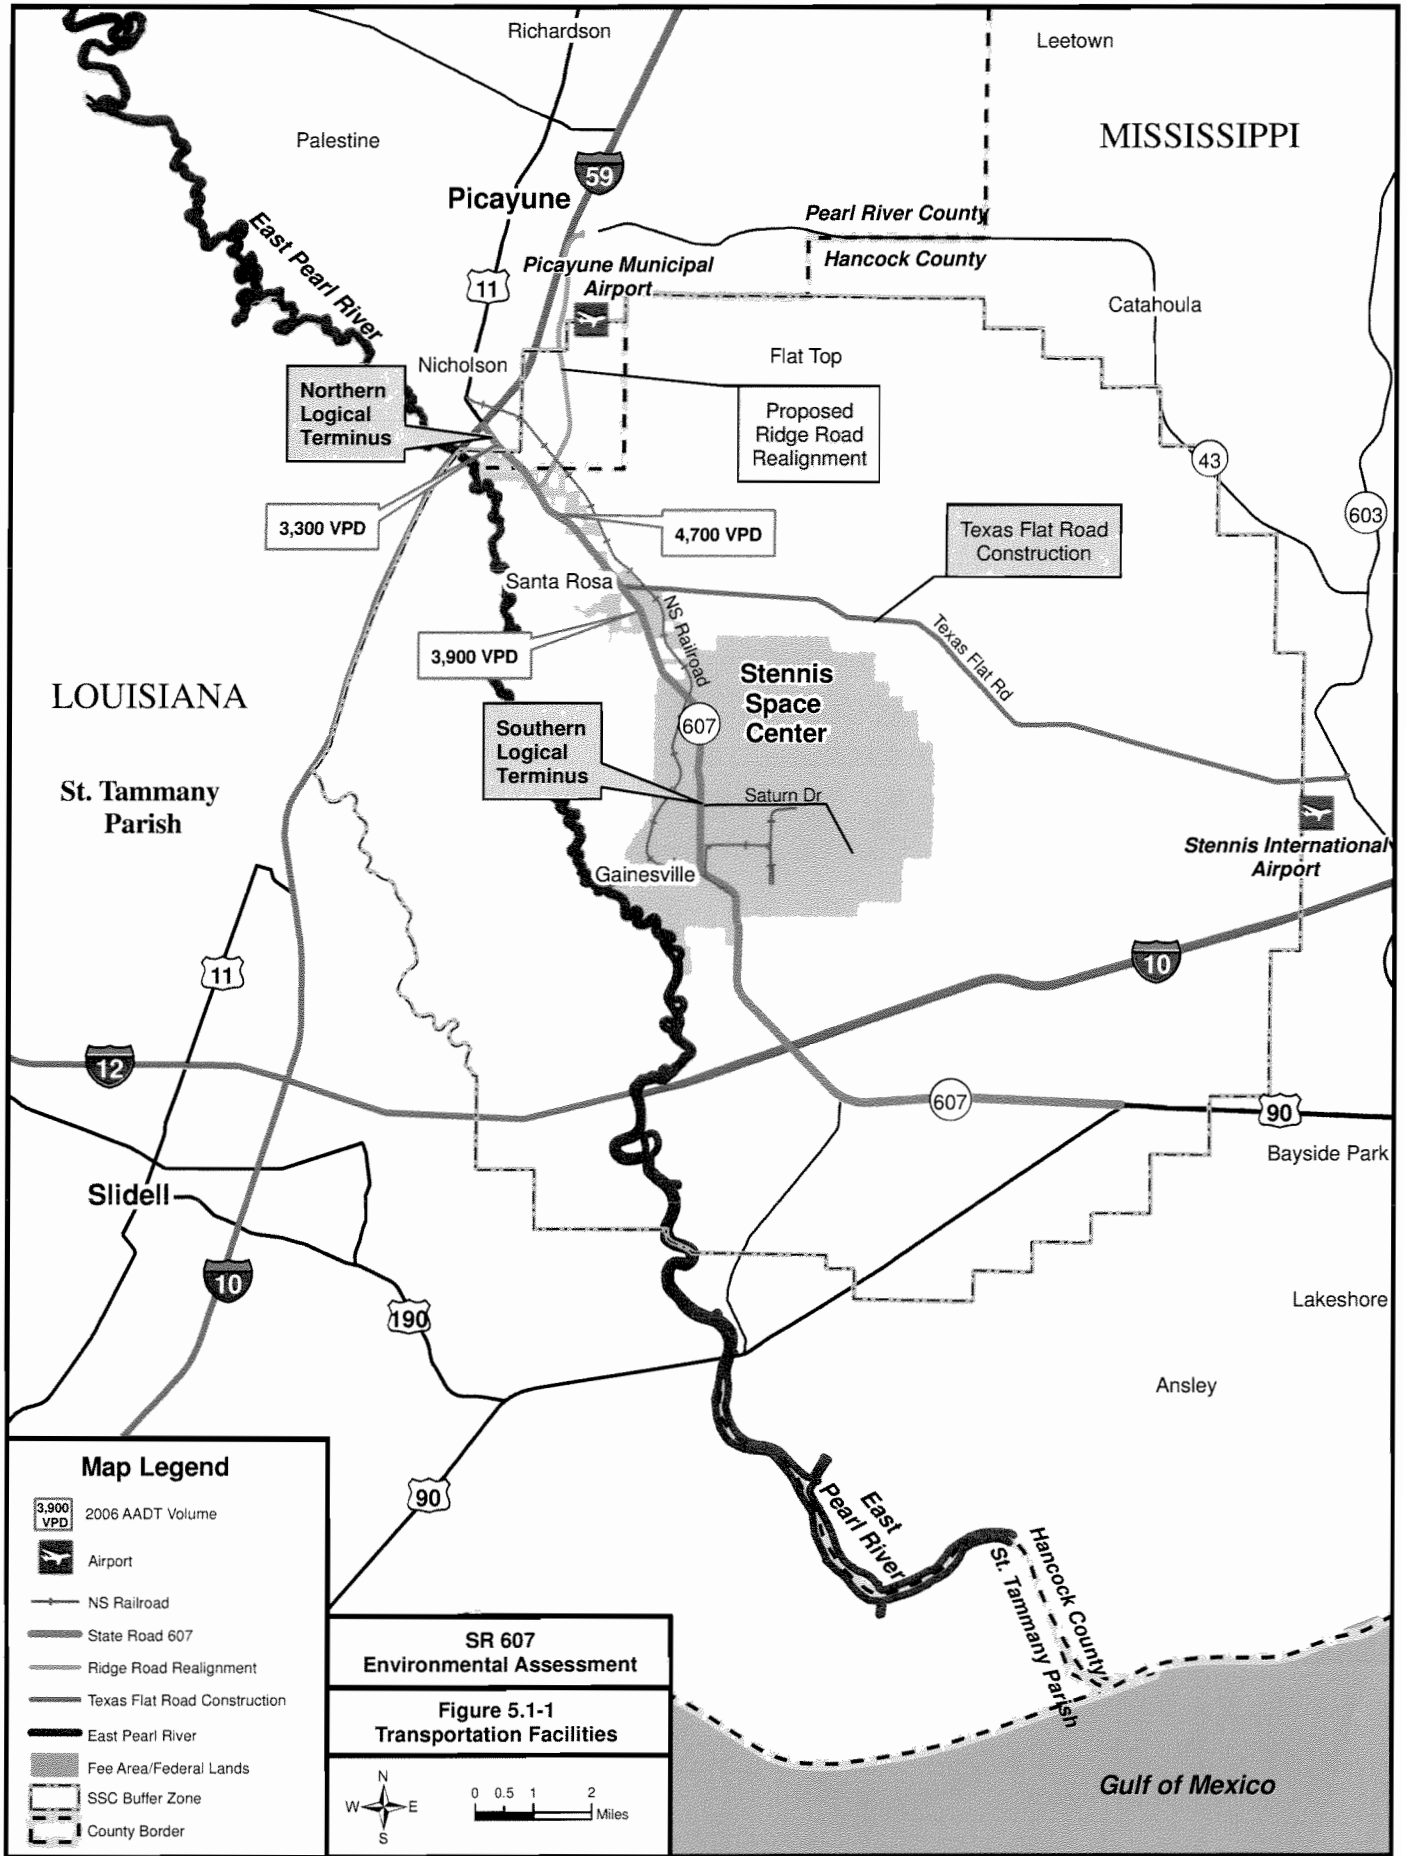 Richardson
Leetown
MISSISSIPPI
Palestine
59
Picayune
East Pearl River
Pearl River County
Hancock County
Picayune Municipal
Airport
11
Catahoula
Nicholson
Flat Top
Northern
Logical
Terminus
Proposed
Ridge Road
Realignment
43
603
3,300 VPD
4,700 VPD
Texas Flat Road
Construction
Santa Rosa
NS Railroad
Texas Flat Rd
3,900 VPD
LOUISIANA
Stennis
Space
Center
607
Southern
Logical
Terminus
St. Tammany
Parish
Saturn Dr
Stennis International
Airport
Gainesville
11
10
12
607
90
Bayside Park
Slidell
10
190
Lakeshore
Ansley
90
East
Pearl River
Hancock County
St. Tammany Parish
Gulf of Mexico
Map Legend
3,900
VPD
2006 AADT Volume
Airport
NS Railroad
State Road 607
Ridge Road Realignment
Texas Flat Road Construction
East Pearl River
Fee Area/Federal Lands
SSC Buffer Zone
County Border
SR 607
Environmental Assessment
Figure 5.1-1
Transportation Facilities
N
W
E
S
0 0.5 1 2
Miles